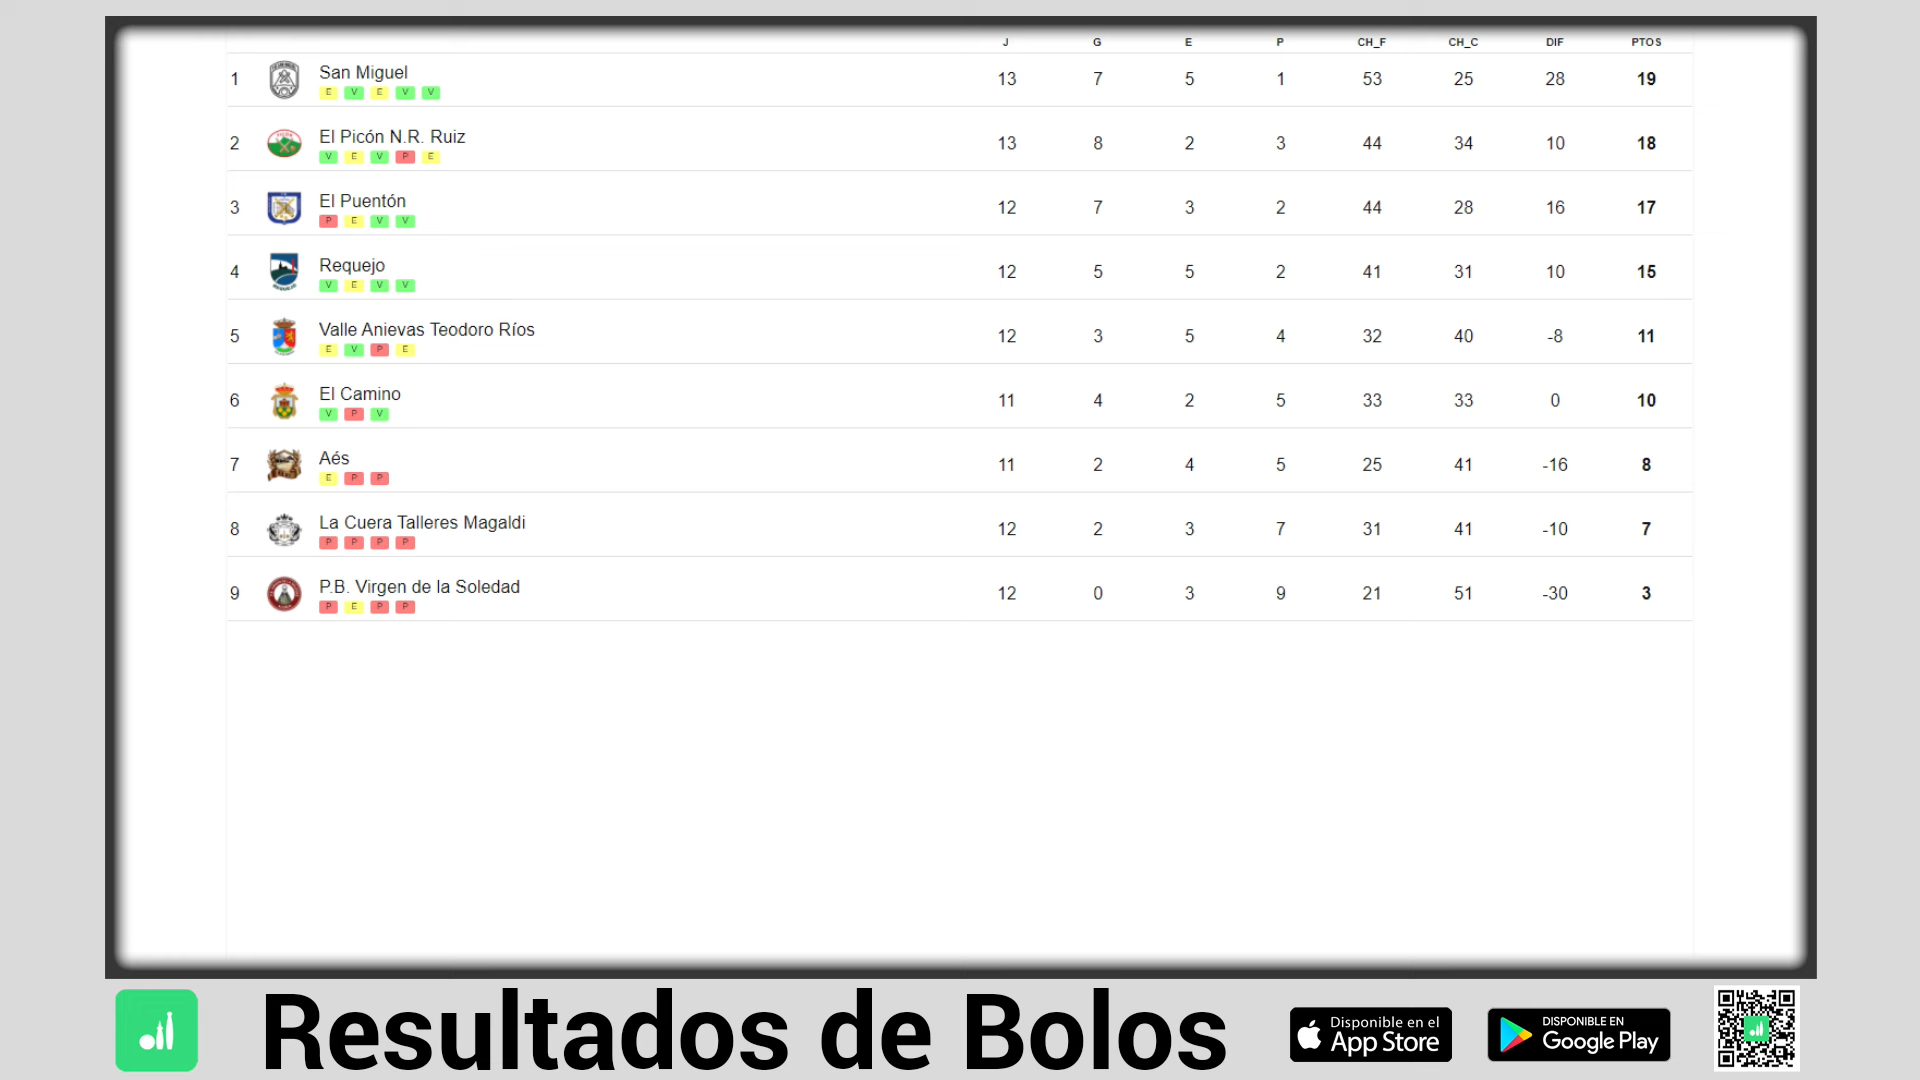 J G E P CH_F CH_C DIF PTOS
1 San Miguel 13 7 5 1 53 25 28 19
E V E V V
2 El Picón N.R. Ruiz 13 8 2 3 44 34 10 18
V E V P E
3 El Puentón 12 7 3 2 44 28 16 17
P E V V
4 Requejo 12 5 5 2 41 31 10 15
V E V V
5 Valle Anievas Teodoro Ríos 12 3 5 4 32 40 -8 11
E V P E
6 El Camino 11 4 2 5 33 33 0 10
V P V
7 Aés 11 2 4 5 25 41 -16 8
E P P
8 La Cuera Talleres Magaldi 12 2 3 7 31 41 -10 7
P P P P
9 P.B. Virgen de la Soledad 12 0 3 9 21 51 -30 3
P E P P
Resultados de Bolos
Disponible en el
App Store
DISPONIBLE EN
Google Play